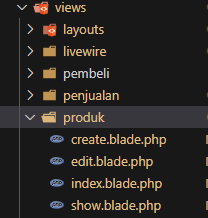 views
layouts
livewire
pembeli
penjualan
produk
create.blade.php
edit.blade.php
index.blade.php
show.blade.php